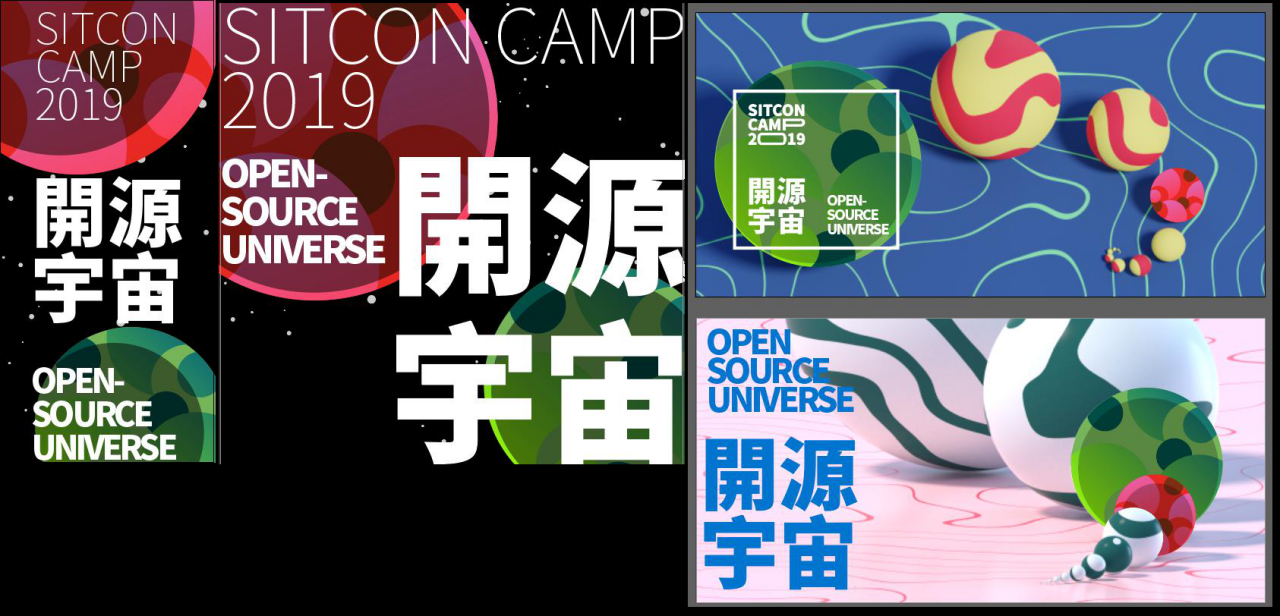 SITCON
CAMP
2019
開源
宇宙
OPEN-
SOURCE
UNIVERSE
SITCON CAMP
2019
OPEN-
SOURCE
UNIVERSE
開源
宇宙
SITCON
CAMP
2019
開源
宇宙
OPEN-
SOURCE
UNIVERSE
OPEN
SOURCE
UNIVERSE
開源
宇宙